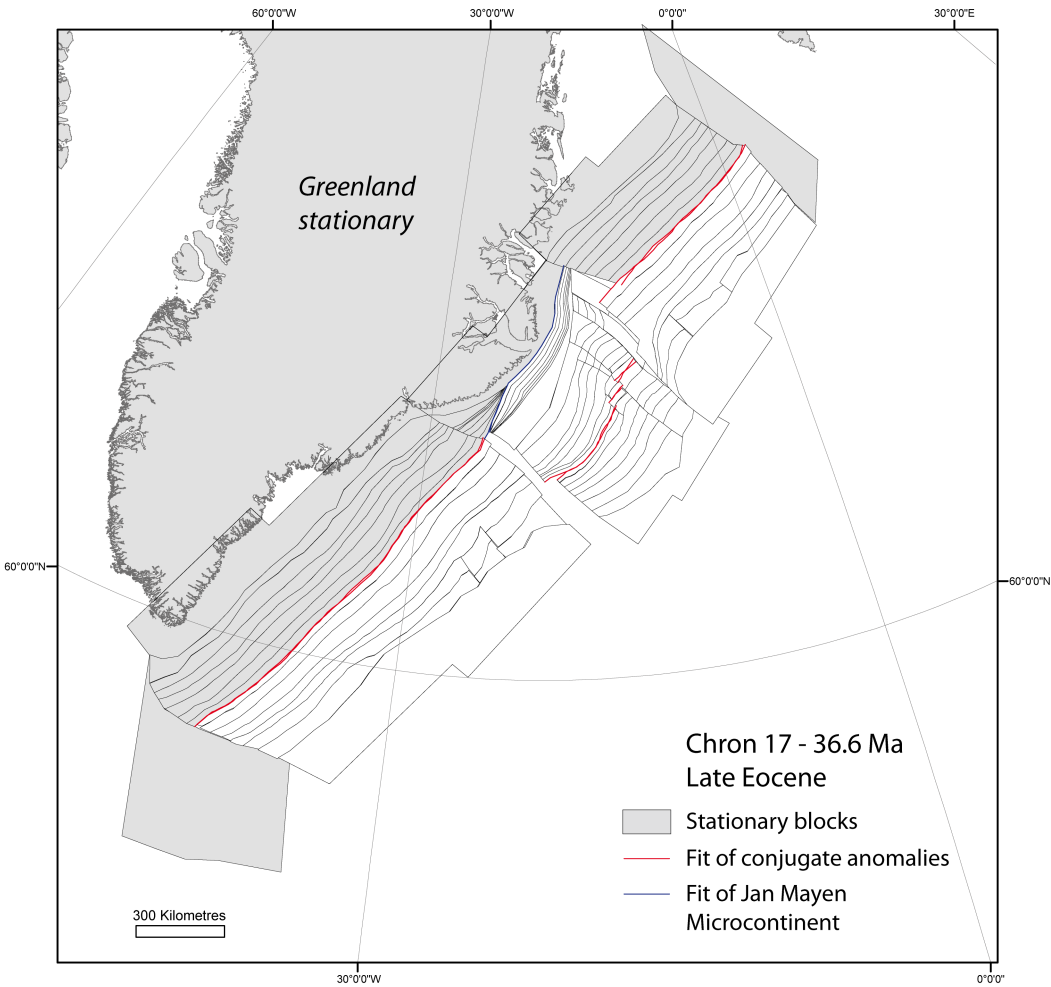 60°0'0"W
30°0'0"W
0°0'0"
30°0'0"E
Greenland
stationary
60°0'0"N
60°0'0"N
Chron 17 - 36.6 Ma
Late Eocene
Stationary blocks
Fit of conjugate anomalies
Fit of Jan Mayen
Microcontinent
300 Kilometres
30°0'0"W
0°0'0"